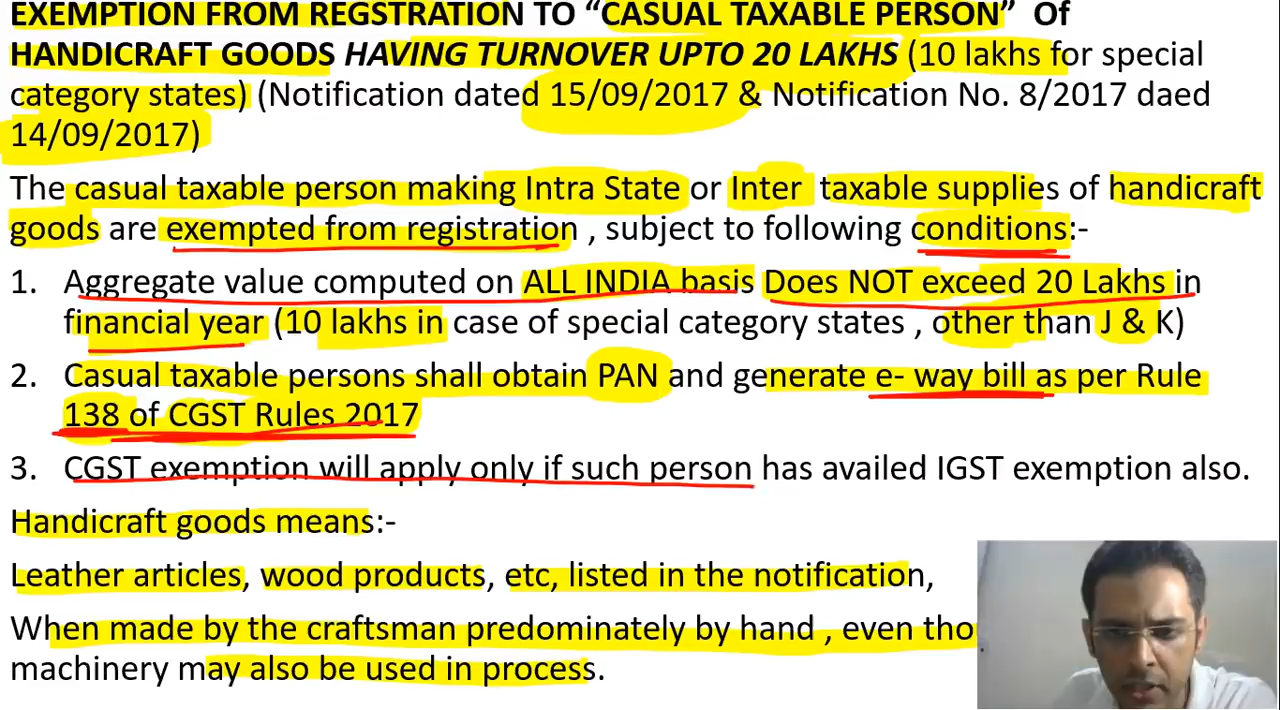 EXEMPTION FROM REGSTRATION TO “CASUAL TAXABLE PERSON” Of
HANDICRAFT GOODS HAVING TURNOVER UPTO 20 LAKHS (10 lakhs for special
category states) (Notification dated 15/09/2017 & Notification No. 8/2017 daed
14/09/2017)
The casual taxable person making Intra State or Inter taxable supplies of handicraft
goods are exempted from registration , subject to following conditions:-
1. Aggregate value computed on ALL INDIA basis Does NOT exceed 20 Lakhs in
financial year (10 lakhs in case of special category states , other than J & K)
2. Casual taxable persons shall obtain PAN and generate e- way bill as per Rule
138 of CGST Rules 2017
3. CGST exemption will apply only if such person has availed IGST exemption also.
Handicraft goods means:-
Leather articles, wood products, etc, listed in the notification,
When made by the craftsman predominately by hand , even tho
machinery may also be used in process.